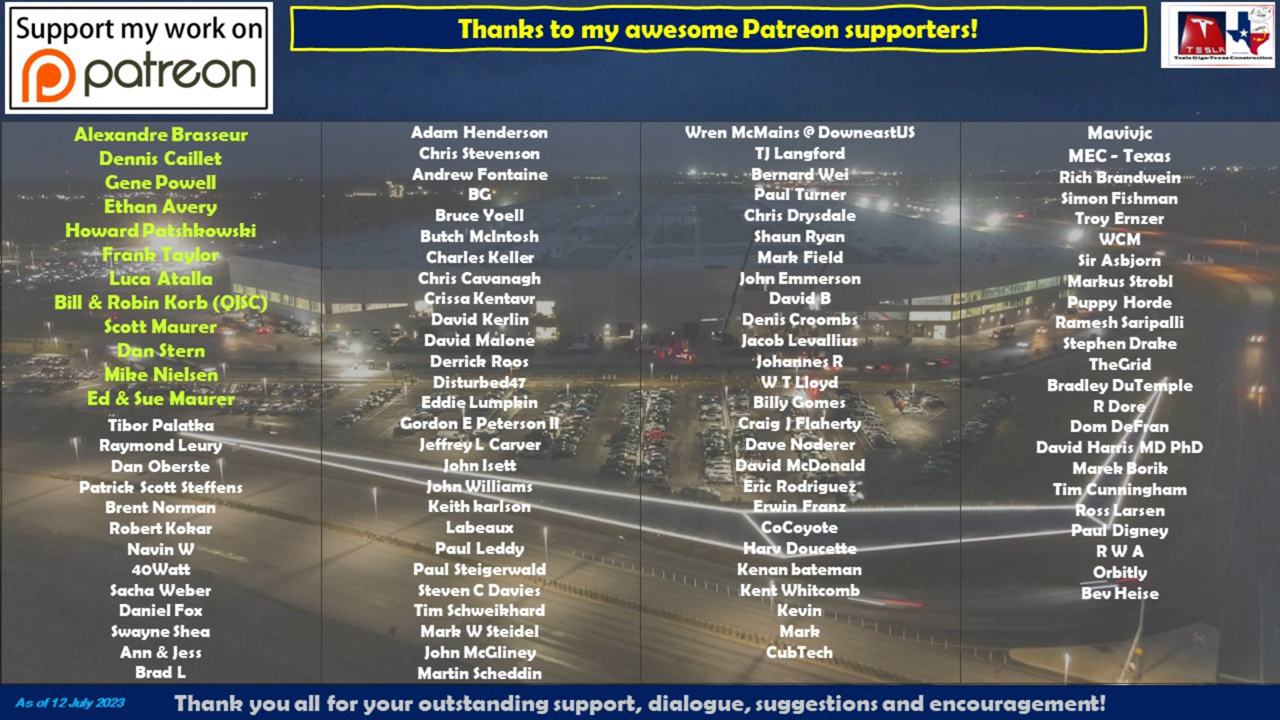 Support my work on
patreon
Thanks to my awesome Patreon supporters!
TESLA
Tesla Giga Texas Construction
Alexandre Brasseur
Dennis Caillet
Gene Powell
Ethan Avery
Howard Patshkowski
Frank Taylor
Luca Atalla
Bill & Robin Korb (QISC)
Scott Maurer
Dan Stern
Mike Nielsen
Ed & Sue Maurer
Tibor Palatka
Raymond Leury
Dan Oberste
Patrick Scott Steffens
Brent Norman
Robert Kokar
Navin W
40Watt
Sacha Weber
Daniel Fox
Swayne Shea
Ann & Jess
Brad L
Adam Henderson
Chris Stevenson
Andrew Fontaine
BG
Bruce Yoell
Butch McIntosh
Charles Keller
Chris Cavanagh
Crissa Kentavr
David Kerlin
David Malone
Derrick Roos
Disturbed47
Eddie Lumpkin
Gordon E Peterson II
Jeffrey L Carver
John Isett
John Williams
Keith karlson
Labeaux
Paul Leddy
Paul Steigerwald
Steven C Davies
Tim Schweikhard
Mark W Steidel
John McGliney
Martin Scheddin
Wren McMains @ DowneastUS
TJ Langford
Bernard Wei
Paul Turner
Chris Drysdale
Shaun Ryan
Mark Field
John Emmerson
David B
Denis Croombs
Jacob Levallius
Johannes R
W T Lloyd
Billy Gomes
Craig J Flaherty
Dave Naderer
David McDonald
Eric Rodriguez
Erwin Franz
CoCoyote
Harv Doucette
Kenan bateman
Kent Whitcomb
Kevin
Mark
CubTech
Mavivjc
MEC - Texas
Rich Brandwein
Simon Fishman
Troy Ernzer
WCM
Sir Asbjorn
Markus Strobl
Puppy Horde
Ramesh Saripalli
Stephen Drake
TheGrid
Bradley DuTemple
R Dore
Dom DeFran
David Harris MD PhD
Marek Borik
Tim Cunningham
Ross Larsen
Paul Digney
R W A
Orbitly
Bev Heise
As of 12 July 2023
Thank you all for your outstanding support, dialogue, suggestions and encouragement!